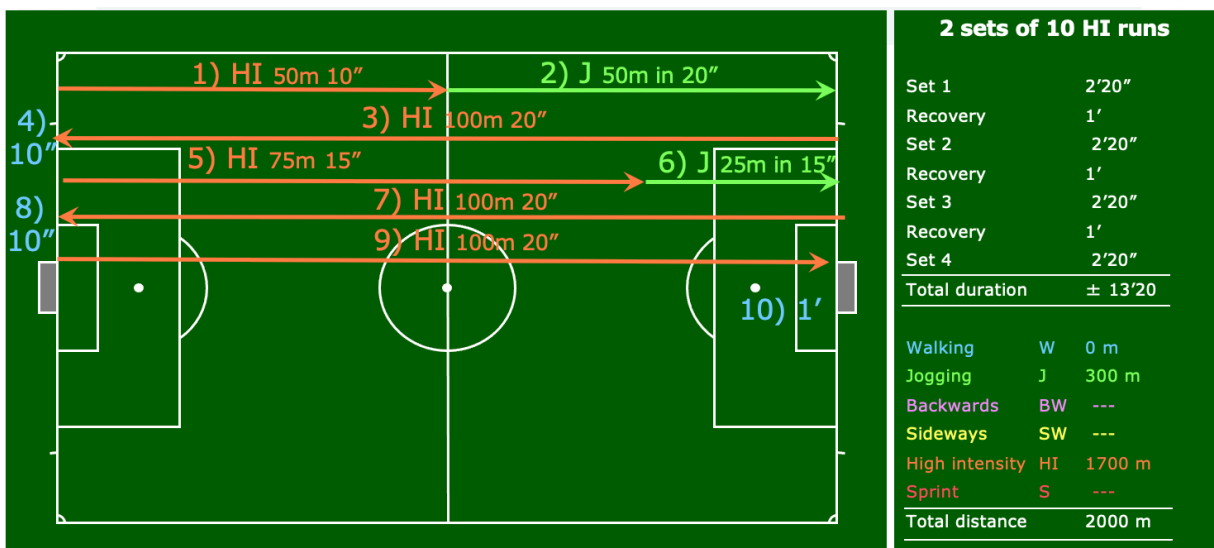 1) HI 50m 10″
2) J 50m in 20″
3) HI 100m 20″
4)
10″
5) HI 75m 15″
6) J 25m in 15″
7) HI 100m 20″
8)
10″
9) HI 100m 20″
10) 1′
2 sets of 10 HI runs
Set 1 2′20″
Recovery 1′
Set 2 2′20″
Recovery 1′
Set 3 2′20″
Recovery 1′
Set 4 2′20″
Total duration ± 13′20
Walking W 0 m
Jogging J 300 m
Backwards BW ---
Sideways SW ---
High intensity HI 1700 m
Sprint S ---
Total distance 2000 m